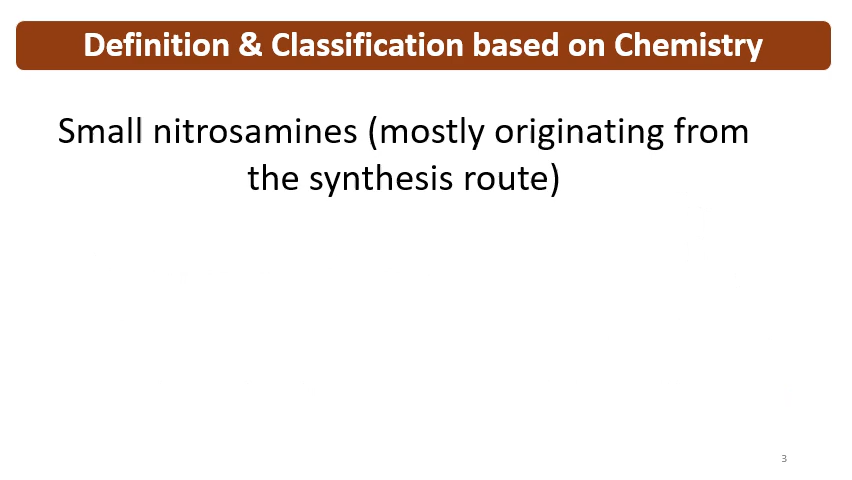 Definition & Classification based on Chemistry
Small nitrosamines (mostly originating from
the synthesis route)
3